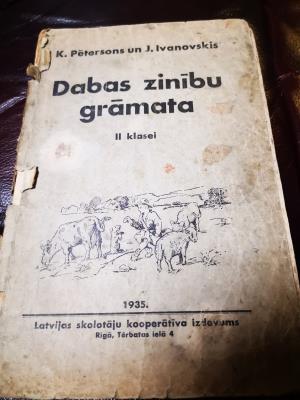 K. Pētersons un J. Ivanovskis
Dabas zinību
grāmata
II klasei
1935.
Latvijas skolotāju kooperātīva izdevums
Rīgā, Tērbatas ielā 4